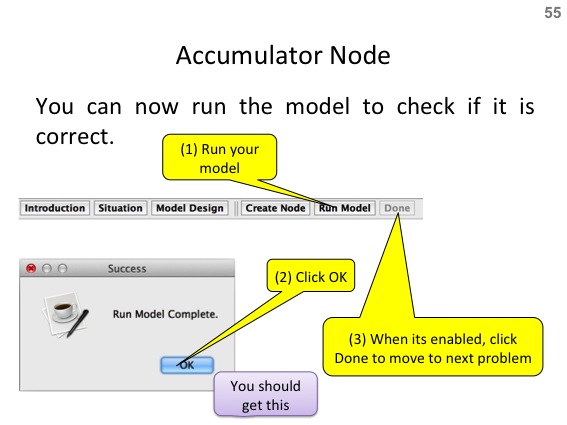 55
Accumulator Node
You can now run the model to check if it is
correct.
(1) Run your
model
Introduction Situation Model Design Create Node Run Model Done
Success
(2) Click OK
Run Model Complete.
(3) When its enabled, click
Done to move to next problem
OK
You should
get this